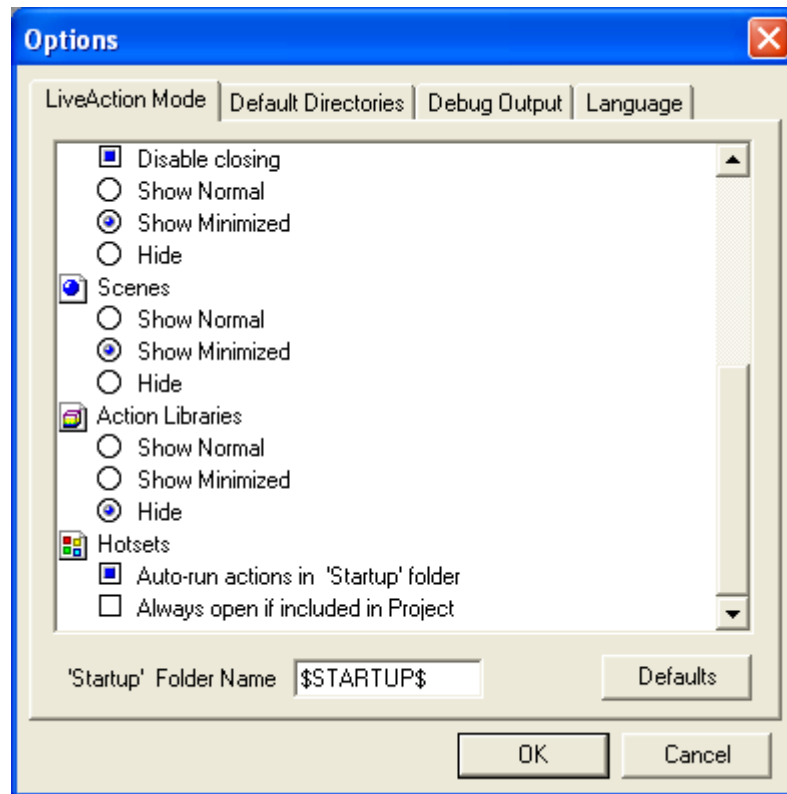 Options
LiveAction Mode
Default Directories
Debug Output
Language
Disable closing
Show Normal
Show Minimized
Hide
Scenes
Show Normal
Show Minimized
Hide
Action Libraries
Show Normal
Show Minimized
Hide
Hotsets
Auto-run actions in 'Startup' folder
Always open if included in Project
'Startup' Folder Name $STARTUP$ Defaults
OK Cancel